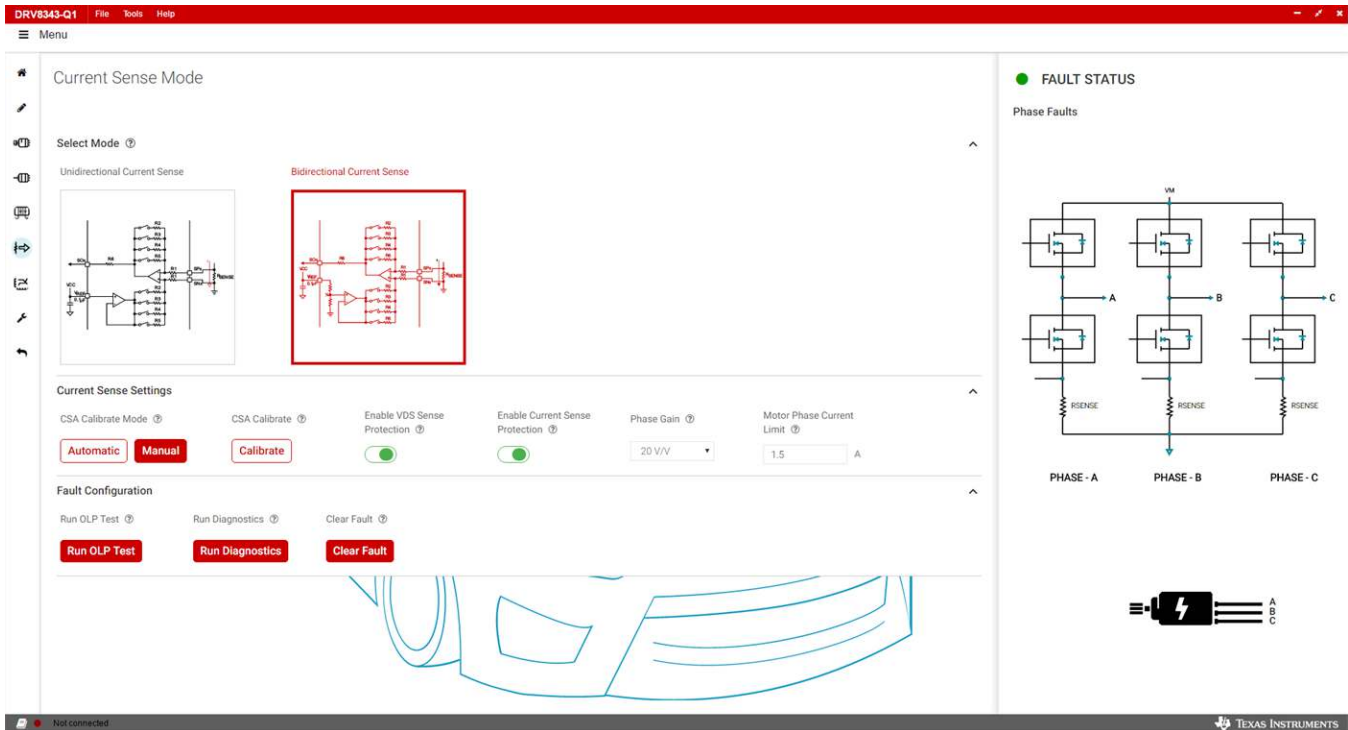 DRV8343-Q1 File Tools Help
Menu
Current Sense Mode
Select Mode
Unidirectional Current Sense
Bidirectional Current Sense
Current Sense Settings
CSA Calibrate Mode
Automatic Manual
CSA Calibrate
Calibrate
Enable VDS Sense
Protection
Enable Current Sense
Protection
Phase Gain
20 V/V
Motor Phase Current
Limit
1.5 A
Fault Configuration
Run OLP Test Run Diagnostics Clear Fault
Run OLP Test Run Diagnostics Clear Fault
FAULT STATUS
Phase Faults
VM
A B C
RSENSE RSENSE RSENSE
PHASE - A PHASE - B PHASE - C
A
B
C
Not connected
TEXAS INSTRUMENTS